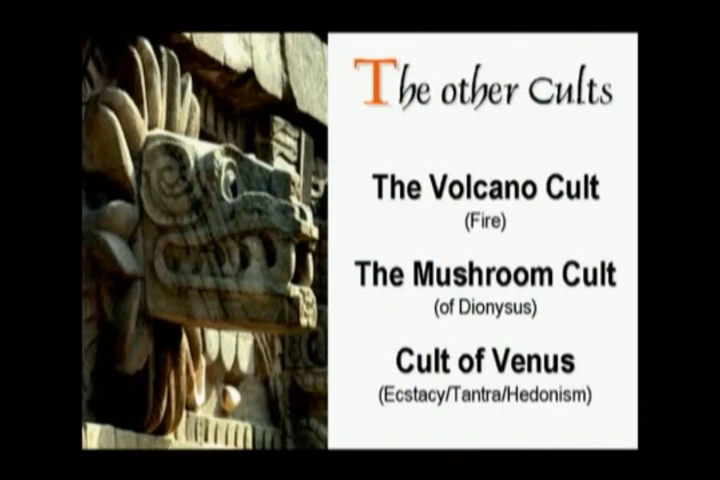 The other Cults
The Volcano Cult
(Fire)
The Mushroom Cult
(of Dionysus)
Cult of Venus
(Ecstacy/Tantra/Hedonism)